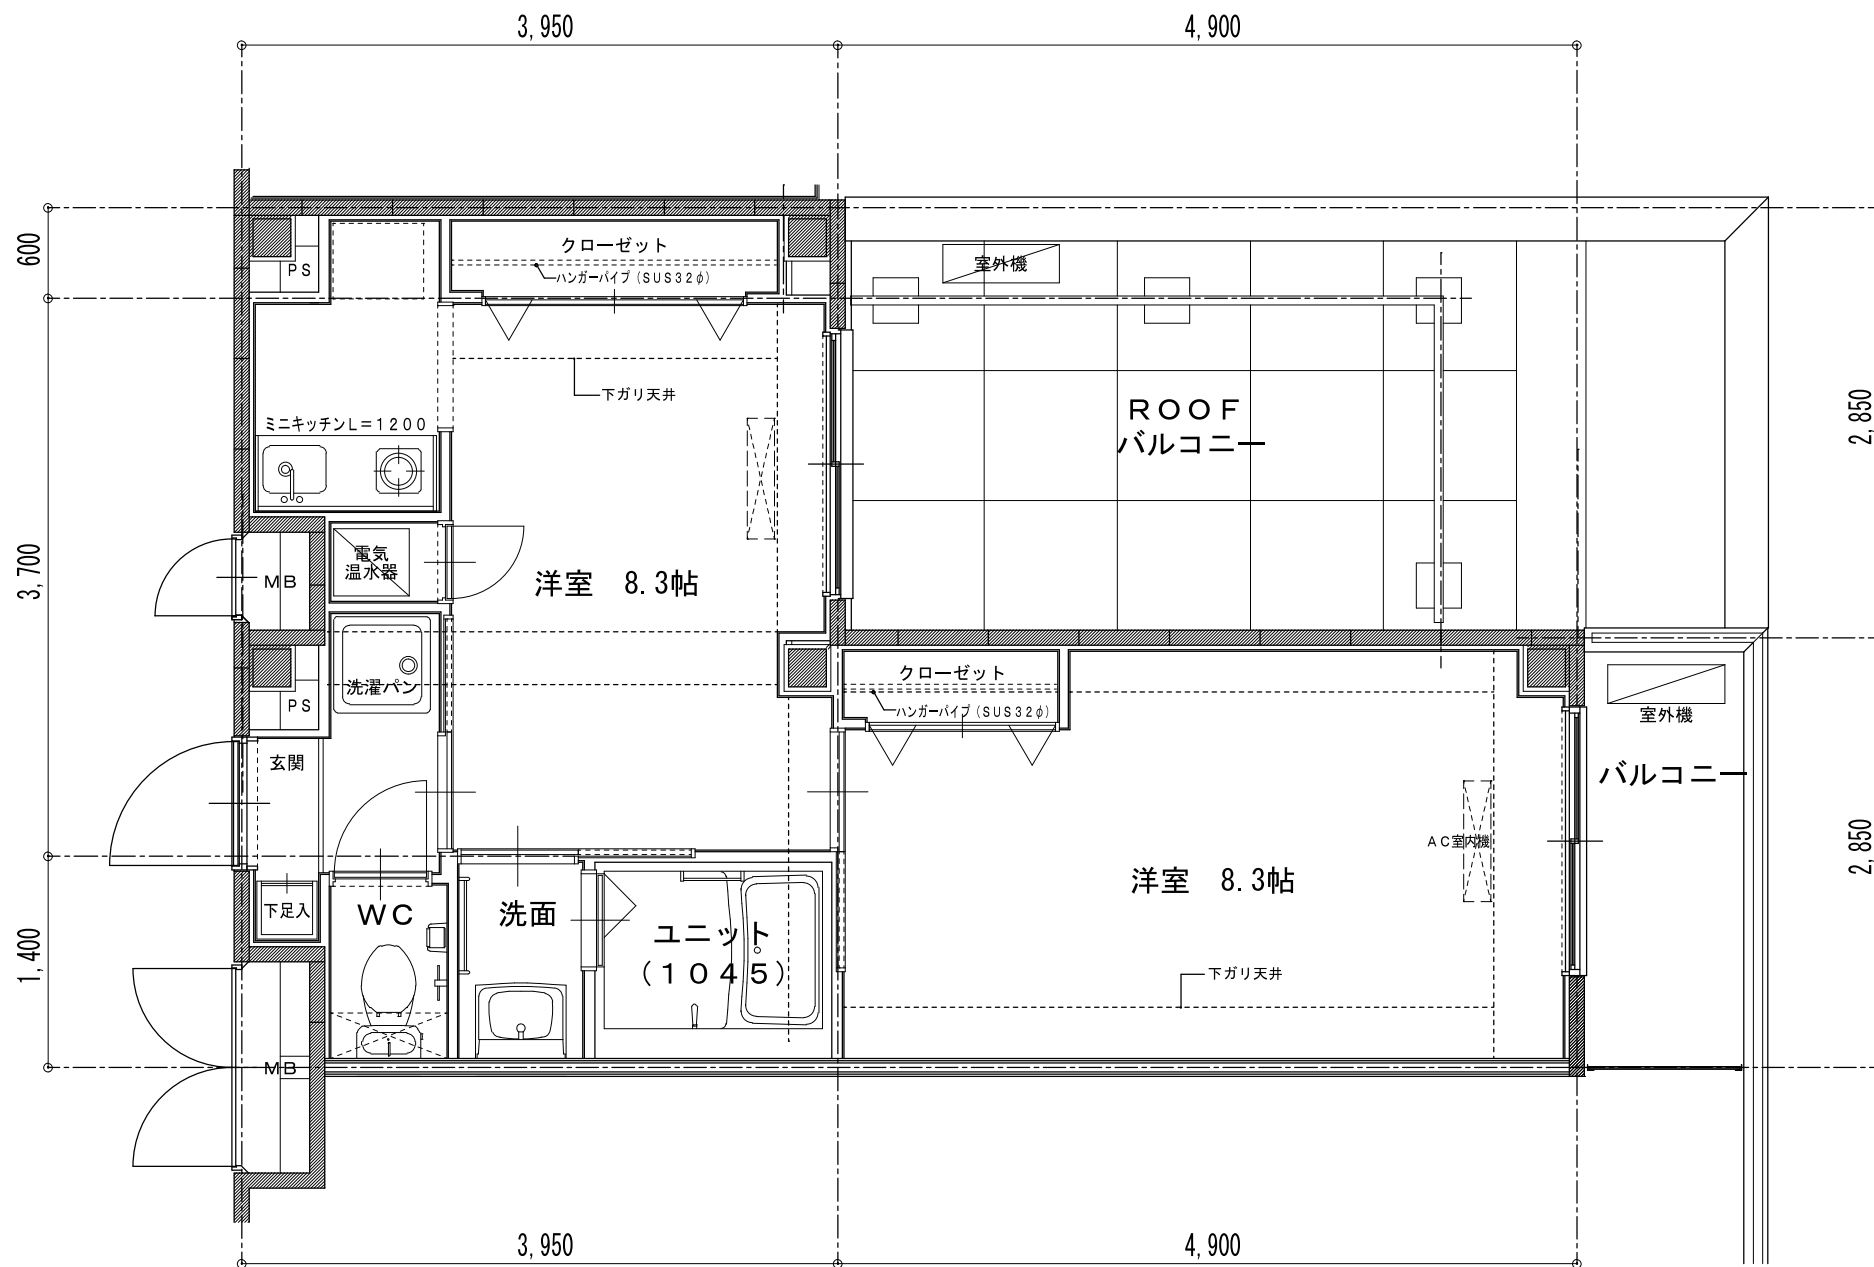 3,950
4,900
600
3,700
1,400
2,850
2,850
PS
クローゼット
ハンガーパイプ(SUS32φ)
室外機
下ガリ天井
ミニキッチンL=1200
ROOF
バルコニー
電気
温水器
MB
洋室 8.3帖
洗濯パン
PS
クローゼット
ハンガーパイプ(SUS32φ)
室外機
玄関
バルコニー
AC室内機
洋室 8.3帖
下足入
WC
洗面
ユニット
(1045)
下ガリ天井
MB
3,950
4,900